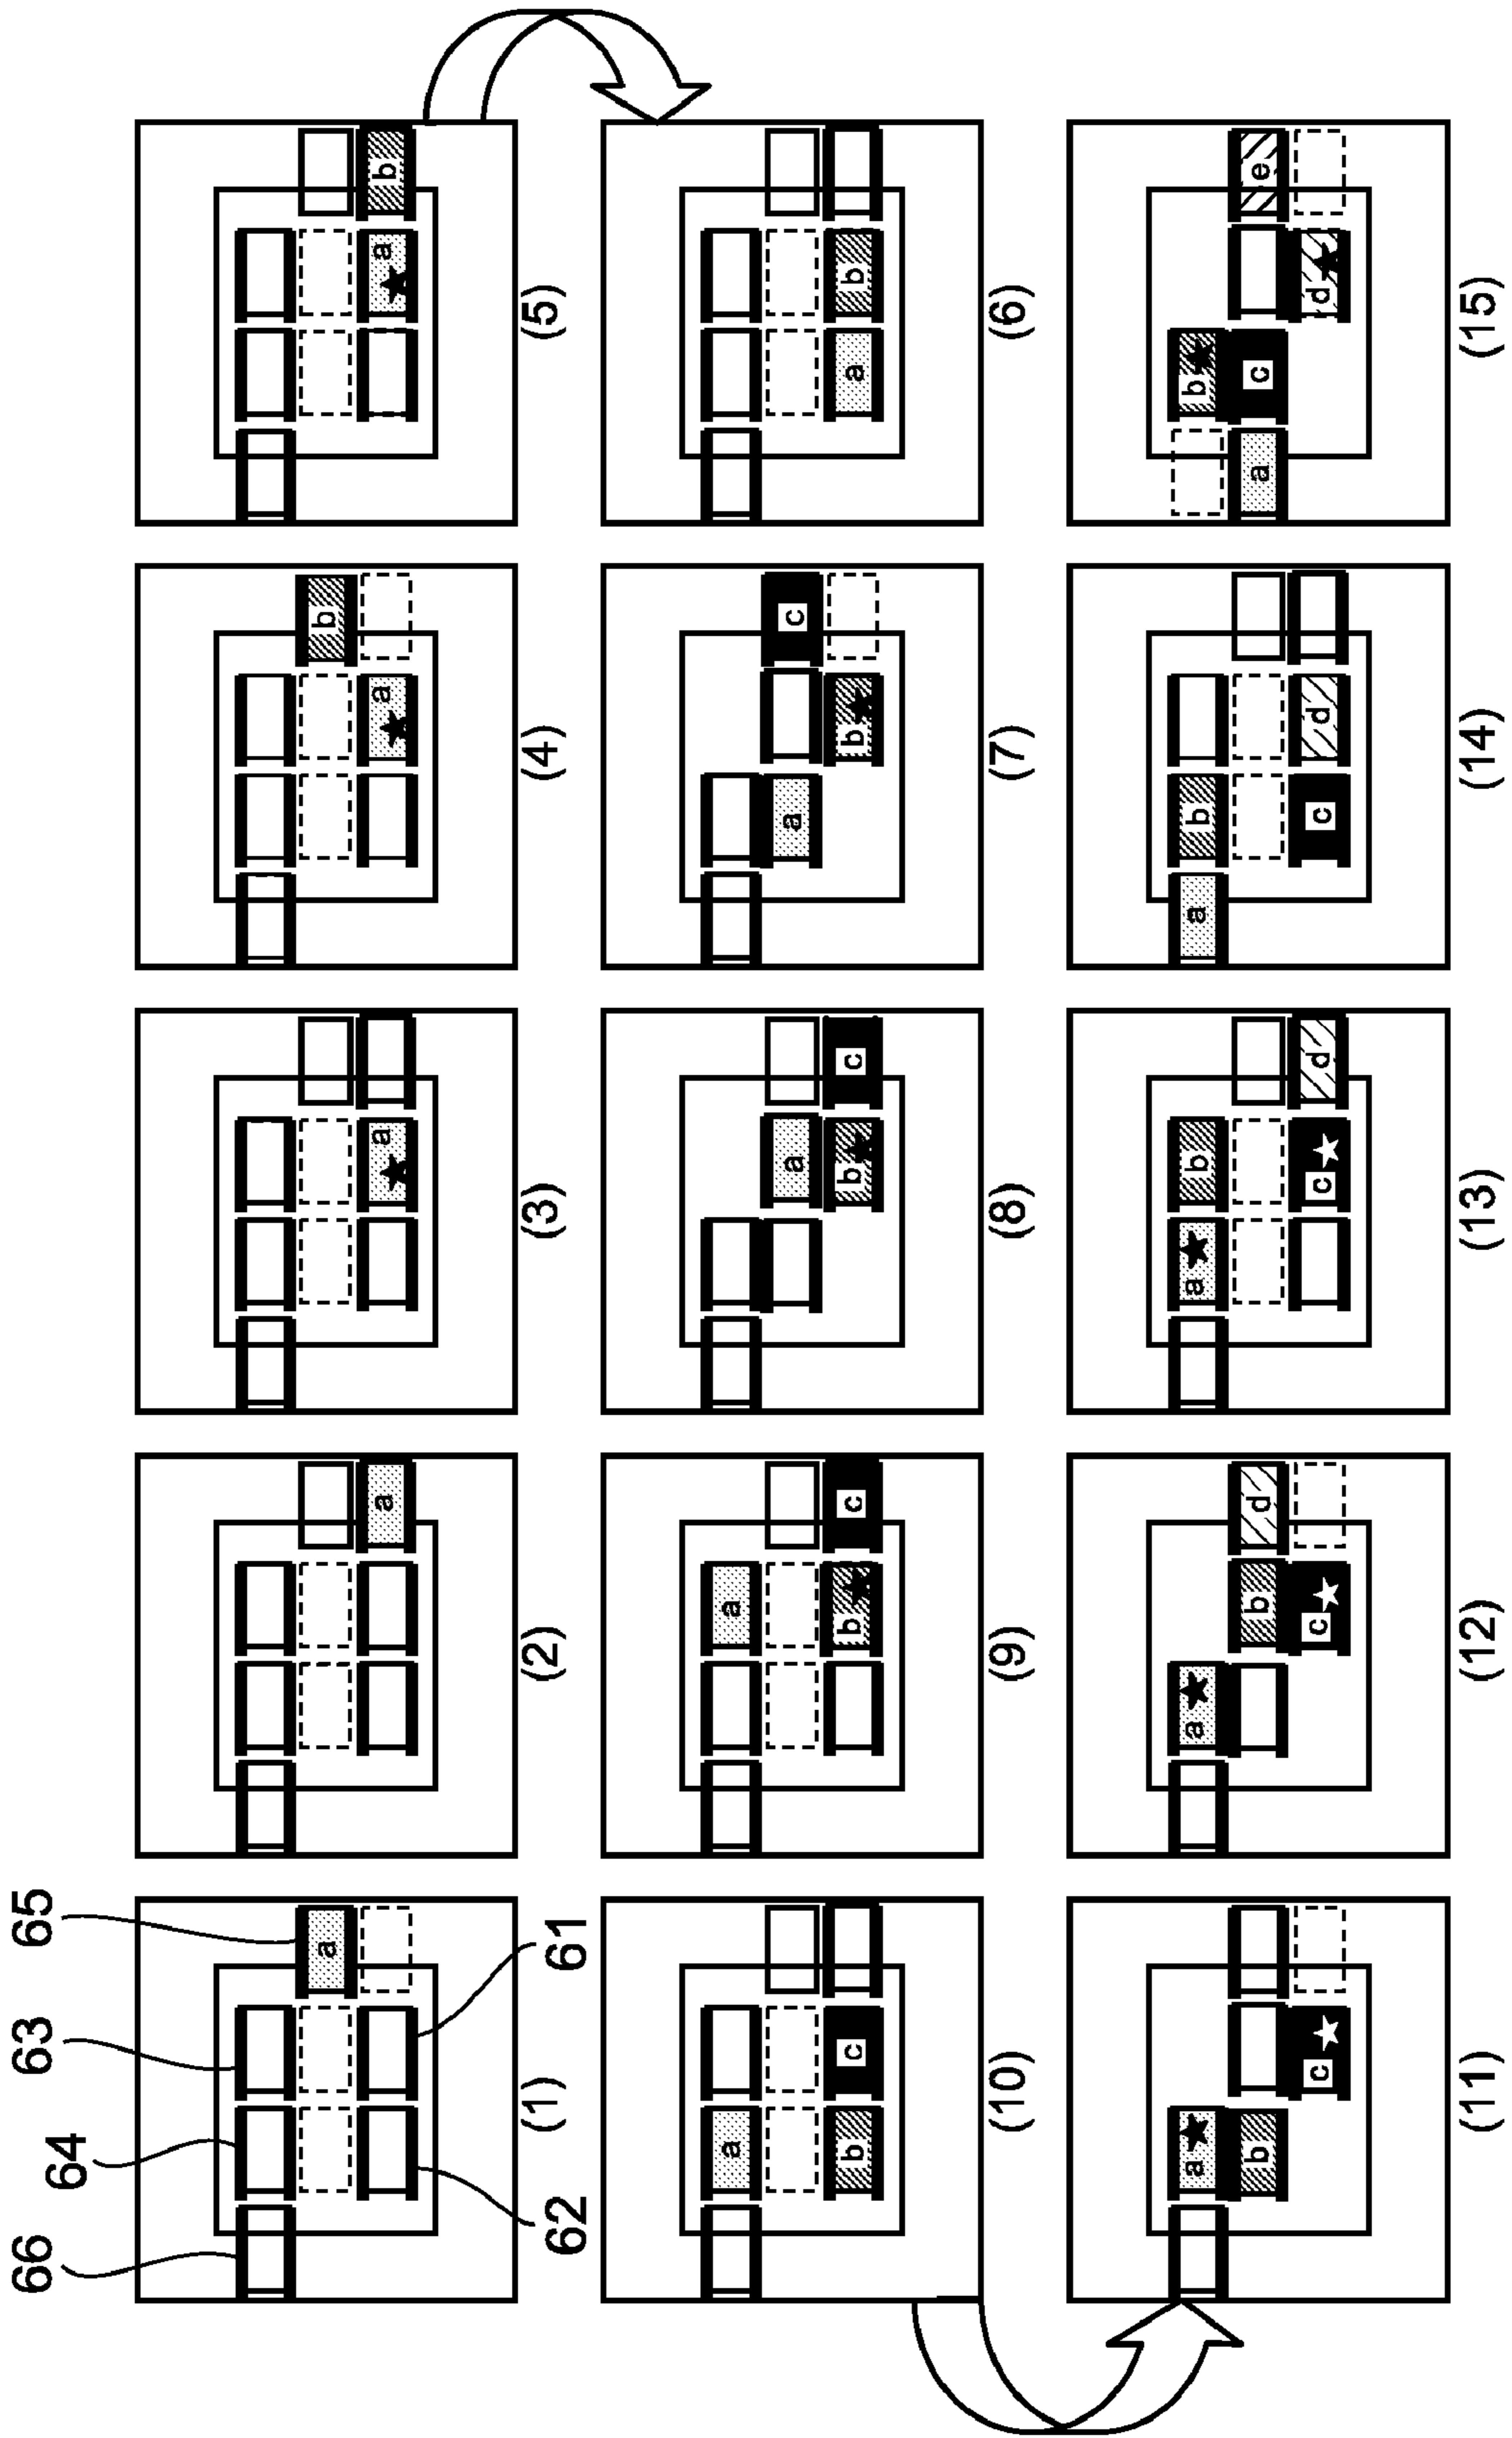 66 63 65
64
a b
a a a a b
(1) (2) (3) (4) (5)
62 61
a a
a a c
b c b c b c b a b
(10) (9) (8) (7) (6)
a a a b a b b
b b d a c e
c c c d c d d
(11) (12) (13) (14) (15)